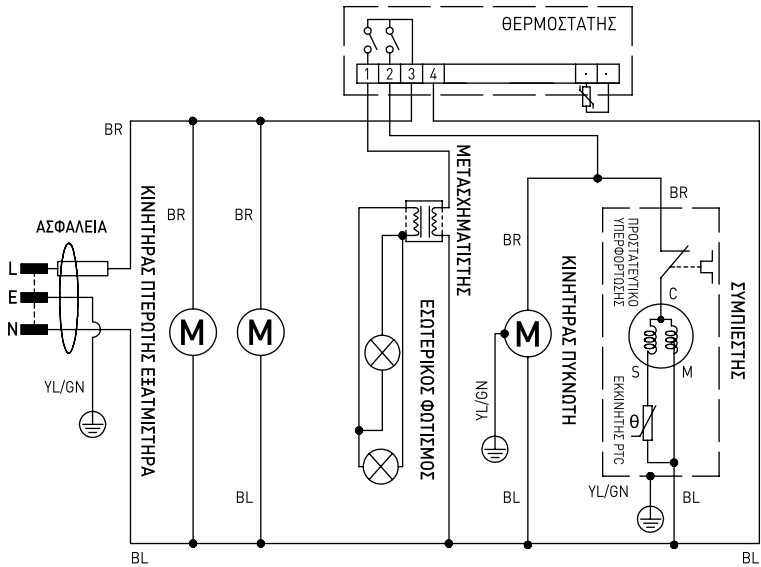 ΘΕΡΜΟΣΤΑΤΗΣ
1 2 3 4
BR
ΑΣΦΑΛΕΙΑ
L
E
N
YL/GN
ΚΙΝΗΤΗΡΑΣ ΠΤΕΡΩΤΗΣ ΕΞΑΤΜΙΣΤΗΡΑ
BR
BR
M
M
BL
BL
ΜΕΤΑΣΧΗΜΑΤΙΣΤΗΣ
ΕΣΩΤΕΡΙΚΟΣ ΦΩΤΙΣΜΟΣ
BR
M
YL/GN
BL
ΚΙΝΗΤΗΡΑΣ ΠΥΚΝΩΤΗ
BR
ΠΡΟΣΤΑΤΕΥΤΙΚΟ
ΥΠΕΡΦΟΡΤΩΣΗΣ
C
S
M
θ
ΕΚΚΙΝΗΤΗΣ PTC
ΣΥΜΠΙΕΣΤΗΣ
YL/GN
BL
BL